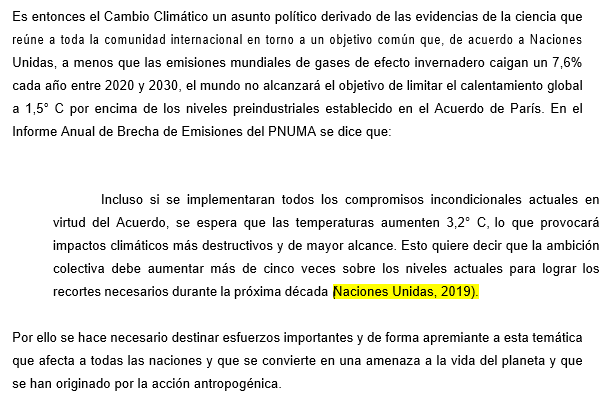 Es entonces el Cambio Climático un asunto político derivado de las evidencias de la ciencia que
reúne a toda la comunidad internacional en torno a un objetivo común que, de acuerdo a Naciones
Unidas, a menos que las emisiones mundiales de gases de efecto invernadero caigan un 7,6%
cada año entre 2020 y 2030, el mundo no alcanzará el objetivo de limitar el calentamiento global
a 1,5° C por encima de los niveles preindustriales establecido en el Acuerdo de París. En el
Informe Anual de Brecha de Emisiones del PNUMA se dice que:
Incluso si se implementaran todos los compromisos incondicionales actuales en
virtud del Acuerdo, se espera que las temperaturas aumenten 3,2° C, lo que provocará
impactos climáticos más destructivos y de mayor alcance. Esto quiere decir que la ambición
colectiva debe aumentar más de cinco veces sobre los niveles actuales para lograr los
recortes necesarios durante la próxima década (Naciones Unidas, 2019).
Por ello se hace necesario destinar esfuerzos importantes y de forma apremiante a esta temática
que afecta a todas las naciones y que se convierte en una amenaza a la vida del planeta y que
se han originado por la acción antropogénica.